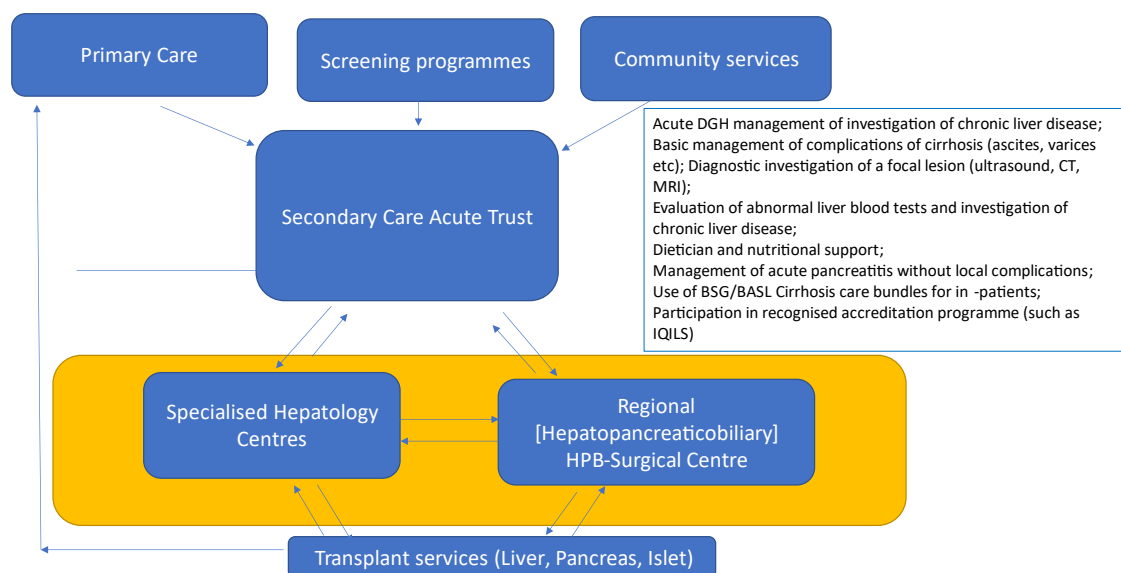 Primary Care
Screening programmes
Community services
Acute DGH management of investigation of chronic liver disease;
Basic management of complications of cirrhosis (ascites, varices
etc); Diagnostic investigation of a focal lesion (ultrasound, CT,
MRI);
Evaluation of abnormal liver blood tests and investigation of
chronic liver disease;
Dietician and nutritional support;
Management of acute pancreatitis without local complications;
Use of BSG/BASL Cirrhosis care bundles for in -patients;
Participation in recognised accreditation programme (such as
IQILS)
Secondary Care Acute Trust
Specialised Hepatology
Centres
Regional
[Hepatopancreaticobiliary]
HPB-Surgical Centre
Transplant services (Liver, Pancreas, Islet)